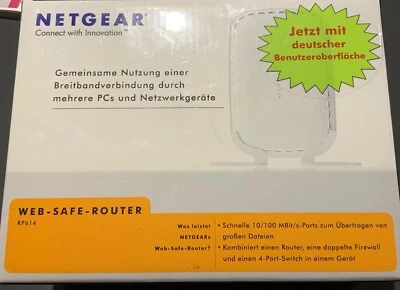 NETGEAR®
Connect with Innovation™
Jetzt mit
deutscher
Benutzeroberfläche
Gemeinsame Nutzung einer
Breitbandverbindung durch
mehrere PCs und Netzwerkgeräte
WEB-SAFE-ROUTER
RP614
Was leistet
NETGEARs
Web-Safe-Router?
• Schnelle 10/100 MBit/s-Ports zum Übertragen von
großen Dateien
• Kombiniert einen Router, eine doppelte Firewall
und einen 4-Port-Switch in einem Gerät